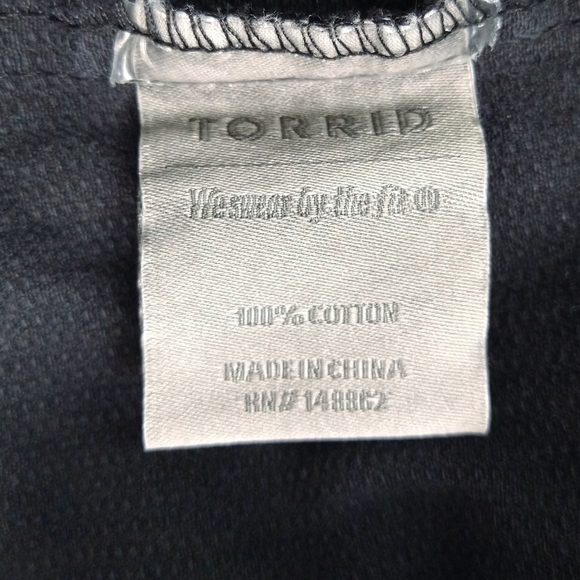 TORRID
We swear by the fit®
100% COTTON
MADE IN CHINA
RN# 148862